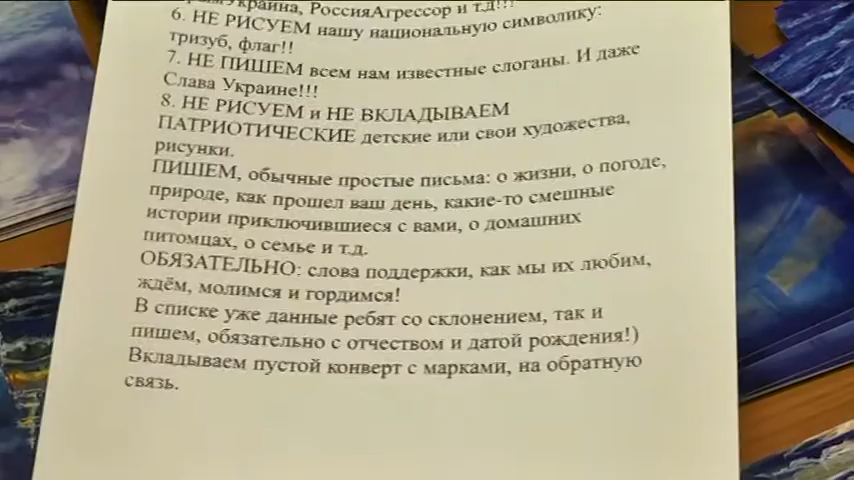 КрымУкраина, РоссияАгрессор и т.д!!!
6. НЕ РИСУЕМ нашу национальную символику:
тризуб, флаг!!
7. НЕ ПИШЕМ всем нам известные слоганы. И даже
Слава Украине!!!
8. НЕ РИСУЕМ и НЕ ВКЛАДЫВАЕМ
ПАТРИОТИЧЕСКИЕ детские или свои художества,
рисунки.
ПИШЕМ, обычные простые письма: о жизни, о погоде,
природе, как прошел ваш день, какие-то смешные
истории приключившиеся с вами, о домашних
питомцах, о семье и т.д.
ОБЯЗАТЕЛЬНО: слова поддержки, как мы их любим,
ждём, молимся и гордимся!
В списке уже данные ребят со склонением, так и
пишем, обязательно с отчеством и датой рождения!)
Вкладываем пустой конверт с марками, на обратную
связь.